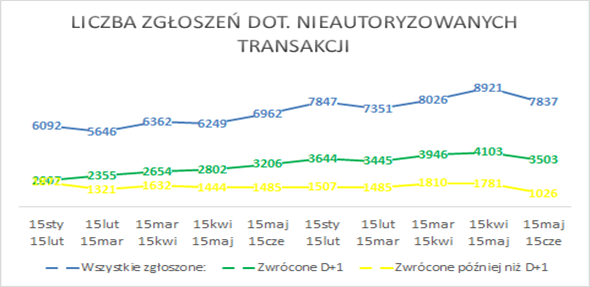 LICZBA ZGŁOSZEŃ DOT. NIEAUTORYZOWANYCH
TRANSAKCJI
6092 5646 6362 6249 6962 7847 7351 8026 8921 7837
2355 2654 2802 3206 3644 3445 3946 4103 3503
1321 1632 1444 1485 1507 1485 1810 1781 1026
15sty 15lut 15mar 15kwi 15maj 15sty 15lut 15mar 15kwi 15maj
15lut 15mar 15kwi 15maj 15cze 15lut 15mar 15kwi 15maj 15cze
Wszystkie zgłoszone: Zwrócone D+1 Zwrócone później niż D+1